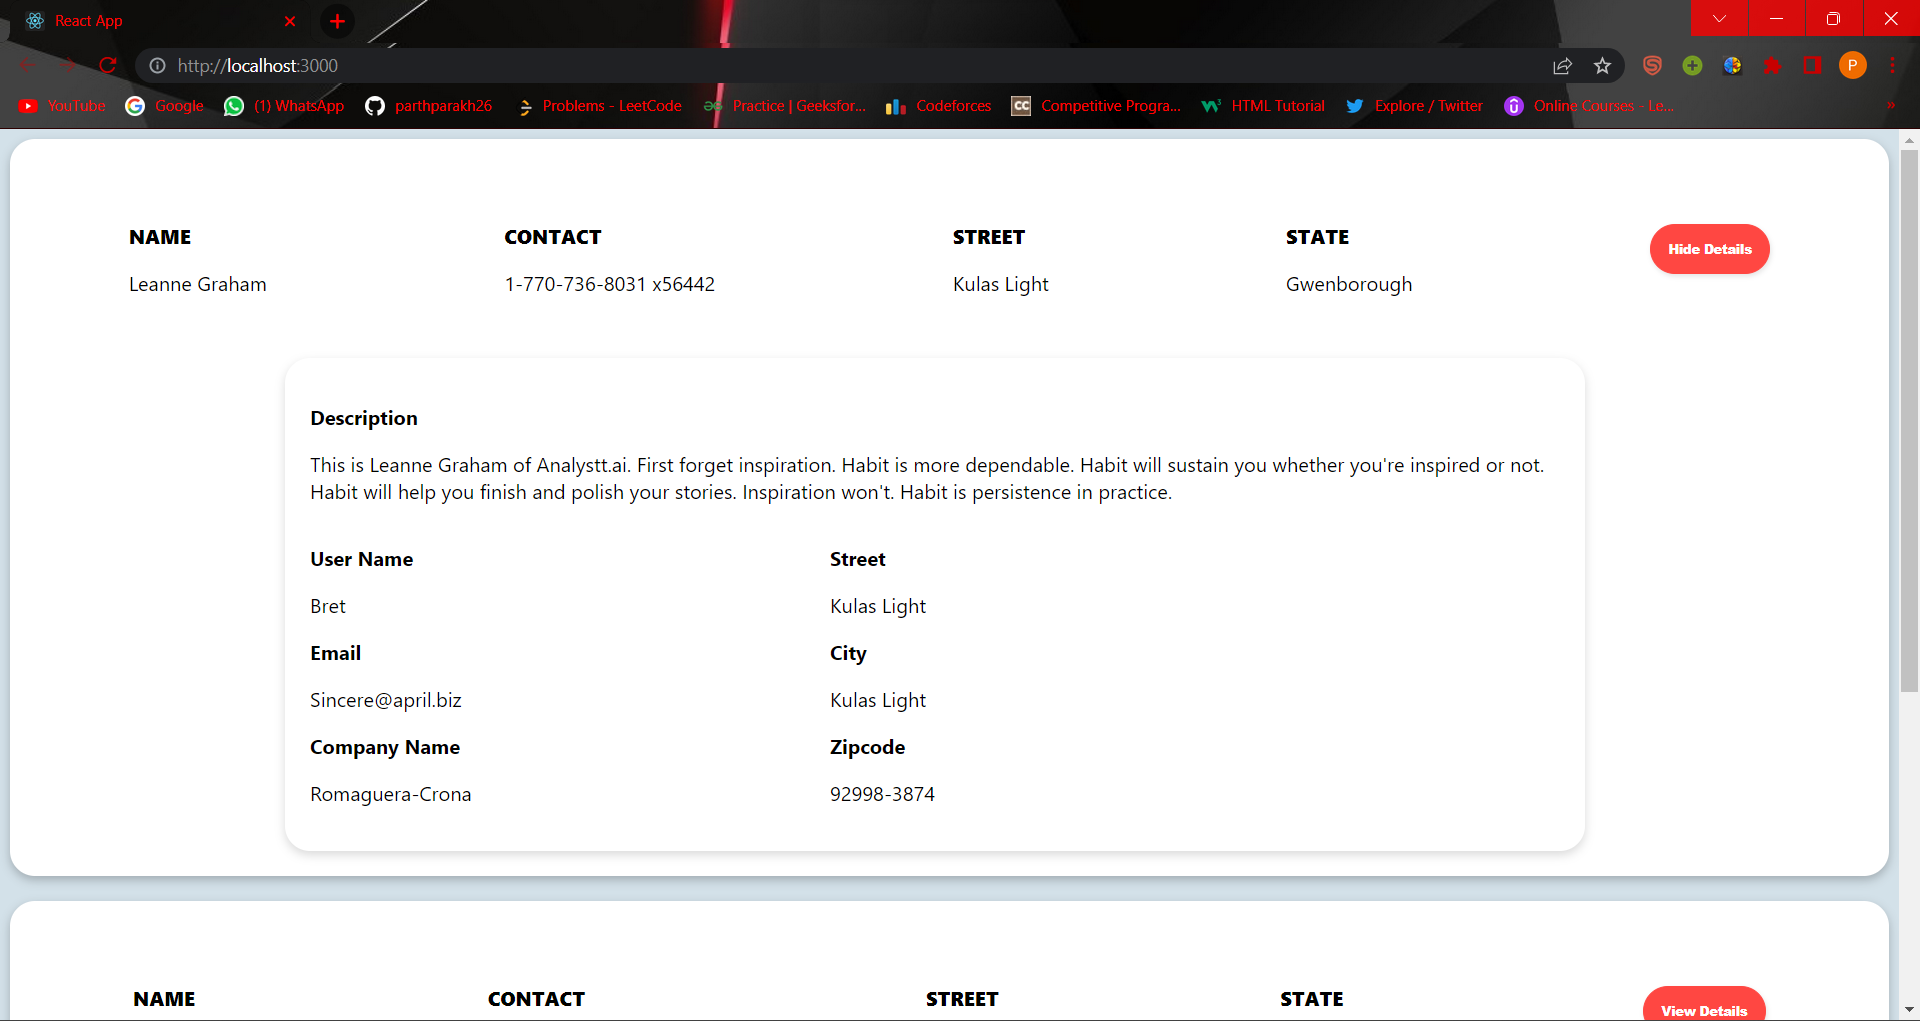 React App
http://localhost:3000
P
YouTube Google (1) WhatsApp parthparakh26 Problems - LeetCode Practice | Geeksfor... Codeforces CC Competitive Progra... W3 HTML Tutorial Explore / Twitter Online Courses - Le... »
NAME CONTACT STREET STATE Hide Details
Leanne Graham 1-770-736-8031 x56442 Kulas Light Gwenborough
Description
This is Leanne Graham of Analystt.ai. First forget inspiration. Habit is more dependable. Habit will sustain you whether you're inspired or not.
Habit will help you finish and polish your stories. Inspiration won't. Habit is persistence in practice.
User Name Street
Bret Kulas Light
Email City
Sincere@april.biz Kulas Light
Company Name Zipcode
Romaguera-Crona 92998-3874
NAME CONTACT STREET STATE View Details